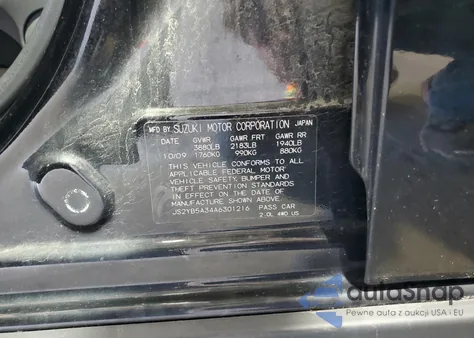 MFD BY SUZUKI MOTOR CORPORATION JAPAN
DATE GVWR GAWR FRT GAWR RR
3880LB 2183LB 1940LB
10/09 1760KG 990KG 880KG
THIS VEHICLE CONFORMS TO ALL
APPLICABLE FEDERAL MOTOR
VEHICLE SAFETY, BUMPER AND
THEFT PREVENTION STANDARDS
IN EFFECT ON THE DATE OF
MANUFACTURE SHOWN ABOVE.
JS2YB5A34A6301216 PASS CAR
2.0L 4WD US
autoSnap
Pewne auta z aukcji USA i EU